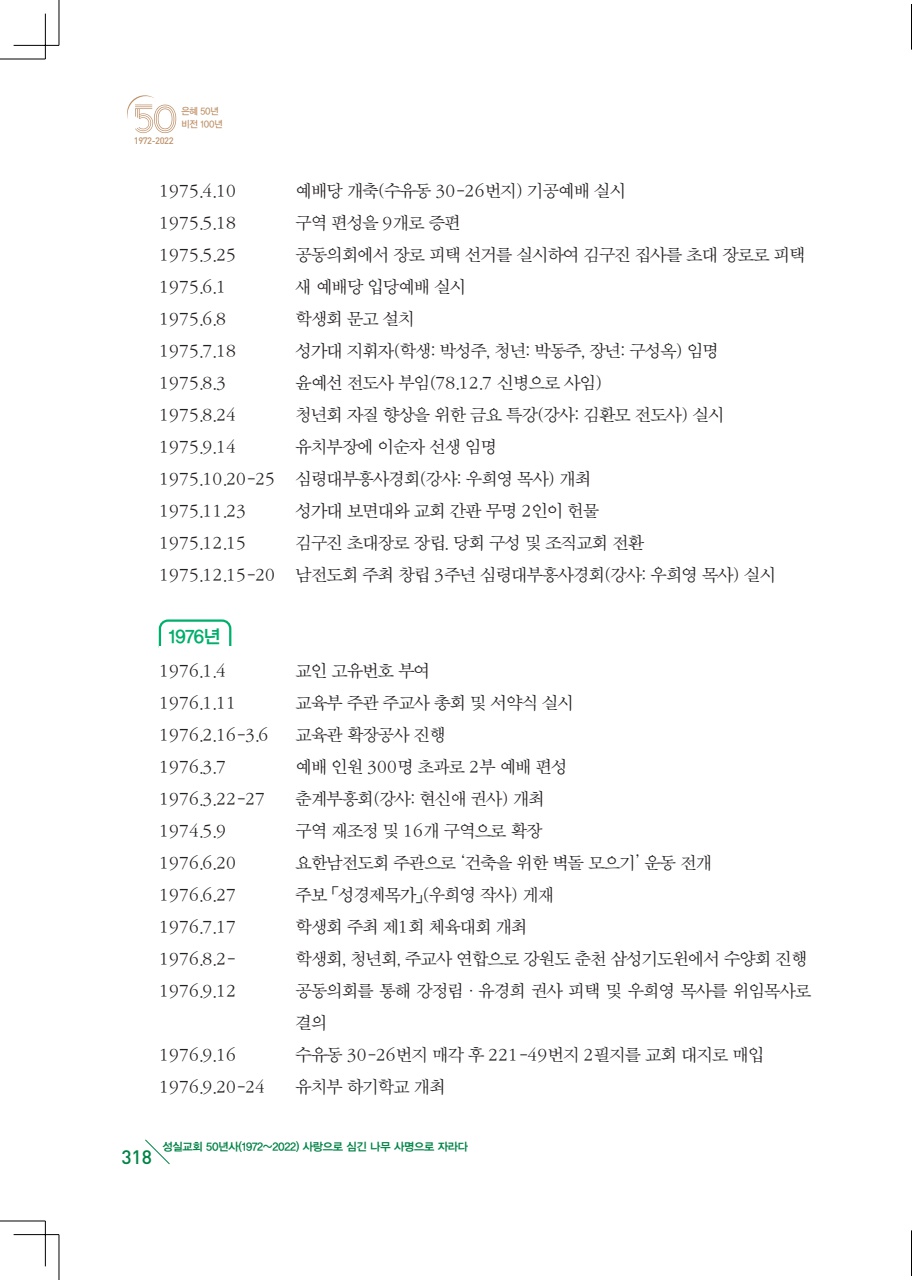 50 은혜 50년
비전 100년
1972-2022
1975.4.10 예배당 개축(수유동 30-26번지) 기공예배 실시
1975.5.18 구역 편성을 9개로 증편
1975.5.25 공동의회에서 장로 피택 선거를 실시하여 김구진 집사를 초대 장로로 피택
1975.6.1 새 예배당 입당예배 실시
1975.6.8 학생회 문고 설치
1975.7.18 성가대 지휘자(학생: 박성주, 청년: 박동주, 장년: 구성옥) 임명
1975.8.3 윤예선 전도사 부임(78.12.7 신병으로 사임)
1975.8.24 청년회 자질 향상을 위한 금요 특강(강사: 김환모 전도사) 실시
1975.9.14 유치부장에 이순자 선생 임명
1975.10.20-25 심령대부흥사경회(강사: 우희영 목사) 개최
1975.11.23 성가대 보면대와 교회 간판 무명 2인이 헌물
1975.12.15 김구진 초대장로 장립. 당회 구성 및 조직교회 전환
1975.12.15-20 남전도회 주최 창립 3주년 심령대부흥사경회(강사: 우희영 목사) 실시
1976년
1976.1.4 교인 고유번호 부여
1976.1.11 교육부 주관 주교사 총회 및 서약식 실시
1976.2.16-3.6 교육관 확장공사 진행
1976.3.7 예배 인원 300명 초과로 2부 예배 편성
1976.3.22-27 춘계부흥회(강사: 현신애 권사) 개최
1974.5.9 구역 재조정 및 16개 구역으로 확장
1976.6.20 요한남전도회 주관으로 ‘건축을 위한 벽돌 모으기’ 운동 전개
1976.6.27 주보 「성경제목가」(우희영 작사) 게재
1976.7.17 학생회 주최 제1회 체육대회 개최
1976.8.2- 학생회, 청년회, 주교사 연합으로 강원도 춘천 삼성기도원에서 수양회 진행
1976.9.12 공동의회를 통해 강정림 · 유경희 권사 피택 및 우희영 목사를 위임목사로
결의
1976.9.16 수유동 30-26번지 매각 후 221-49번지 2필지를 교회 대지로 매입
1976.9.20-24 유치부 하기학교 개최
318 성실교회 50년사(1972~2022) 사랑으로 심긴 나무 사명으로 자라다